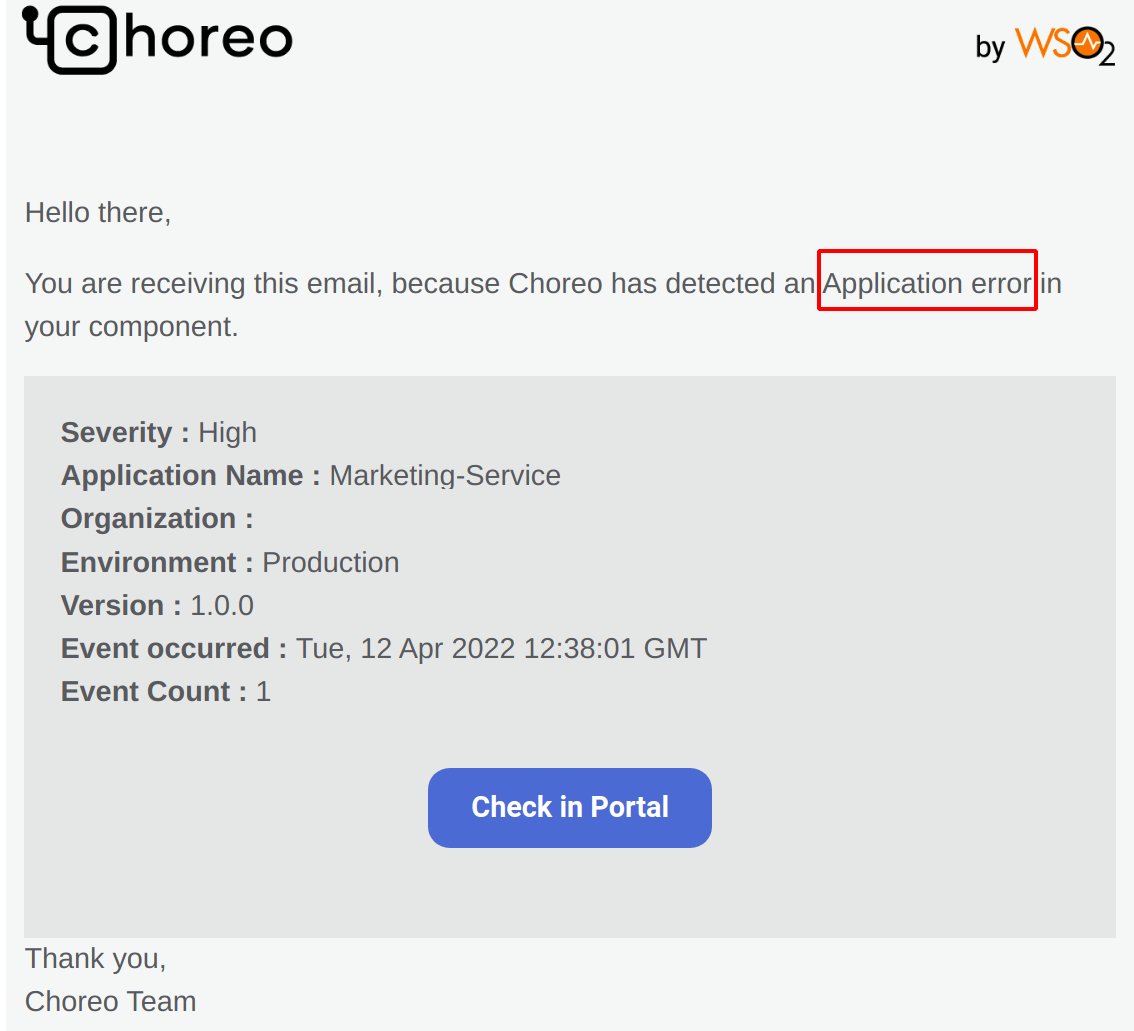 choreo
by WSO2
Hello there,
You are receiving this email, because Choreo has detected an Application error in
your component.
Severity : High
Application Name : Marketing-Service
Organization :
Environment : Production
Version : 1.0.0
Event occurred : Tue, 12 Apr 2022 12:38:01 GMT
Event Count : 1
Check in Portal
Thank you,
Choreo Team